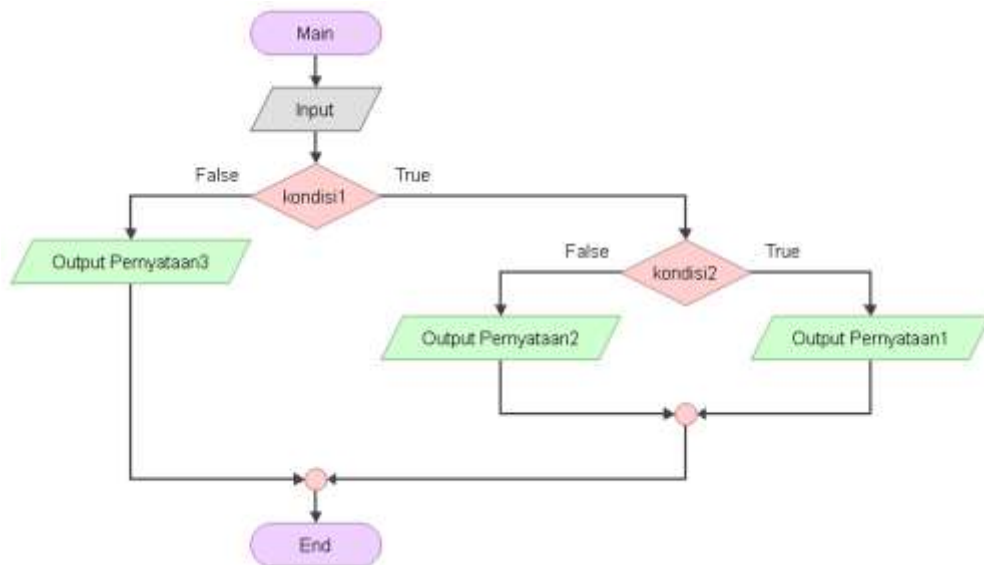 Main
Input
False
True
kondisi1
Output Pernyataan3
False
True
kondisi2
Output Pernyataan2
Output Pernyataan1
End